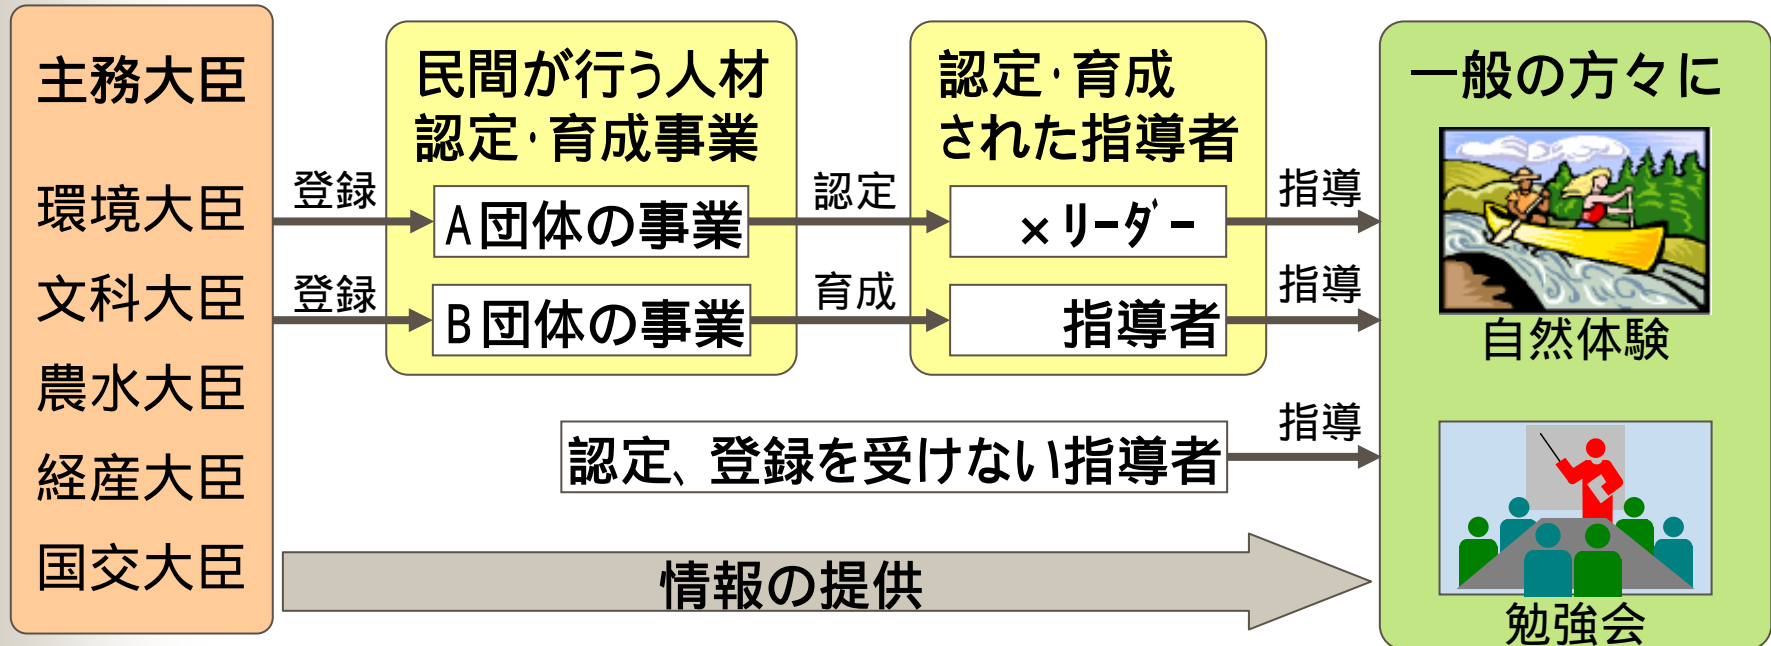 主務大臣
環境大臣
文科大臣
農水大臣
経産大臣
国交大臣
登録
登録
民間が行う人材
認定・育成事業
A団体の事業
B団体の事業
認定
育成
認定・育成
された指導者
×リーダー
指導者
認定、登録を受けない指導者
指導
指導
指導
情報の提供
一般の方々に
自然体験
勉強会